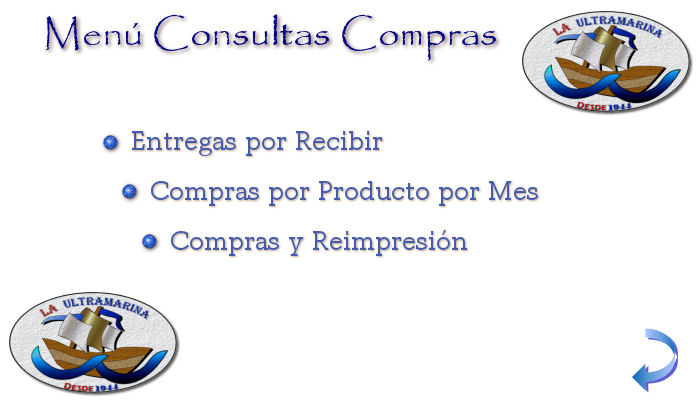 Menú Consultas Compras
LA ULTRAMARINA
DESDE 1944
Entregas por Recibir
Compras por Producto por Mes
Compras y Reimpresión
LA ULTRAMARINA
DESDE 1944